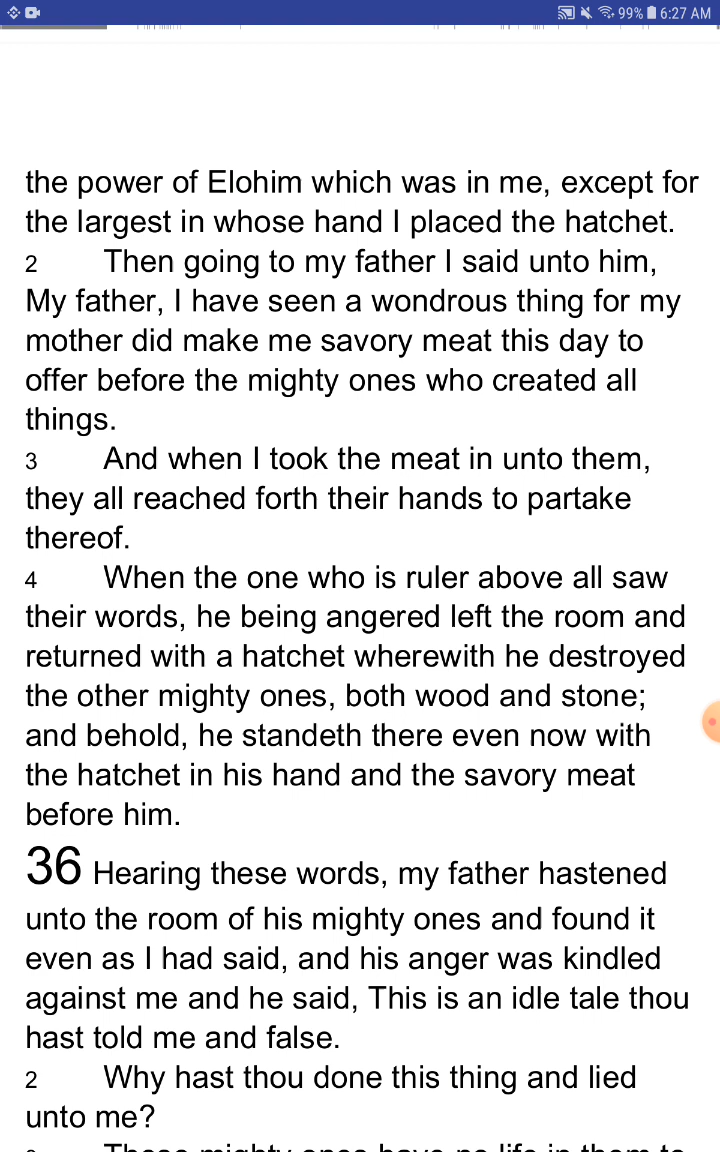 99% 6:27 AM
the power of Elohim which was in me, except for
the largest in whose hand I placed the hatchet.
2 Then going to my father I said unto him,
My father, I have seen a wondrous thing for my
mother did make me savory meat this day to
offer before the mighty ones who created all
things.
3 And when I took the meat in unto them,
they all reached forth their hands to partake
thereof.
4 When the one who is ruler above all saw
their words, he being angered left the room and
returned with a hatchet wherewith he destroyed
the other mighty ones, both wood and stone;
and behold, he standeth there even now with
the hatchet in his hand and the savory meat
before him.
36 Hearing these words, my father hastened
unto the room of his mighty ones and found it
even as I had said, and his anger was kindled
against me and he said, This is an idle tale thou
hast told me and false.
2 Why hast thou done this thing and lied
unto me?
These mighty ones have no life in them to